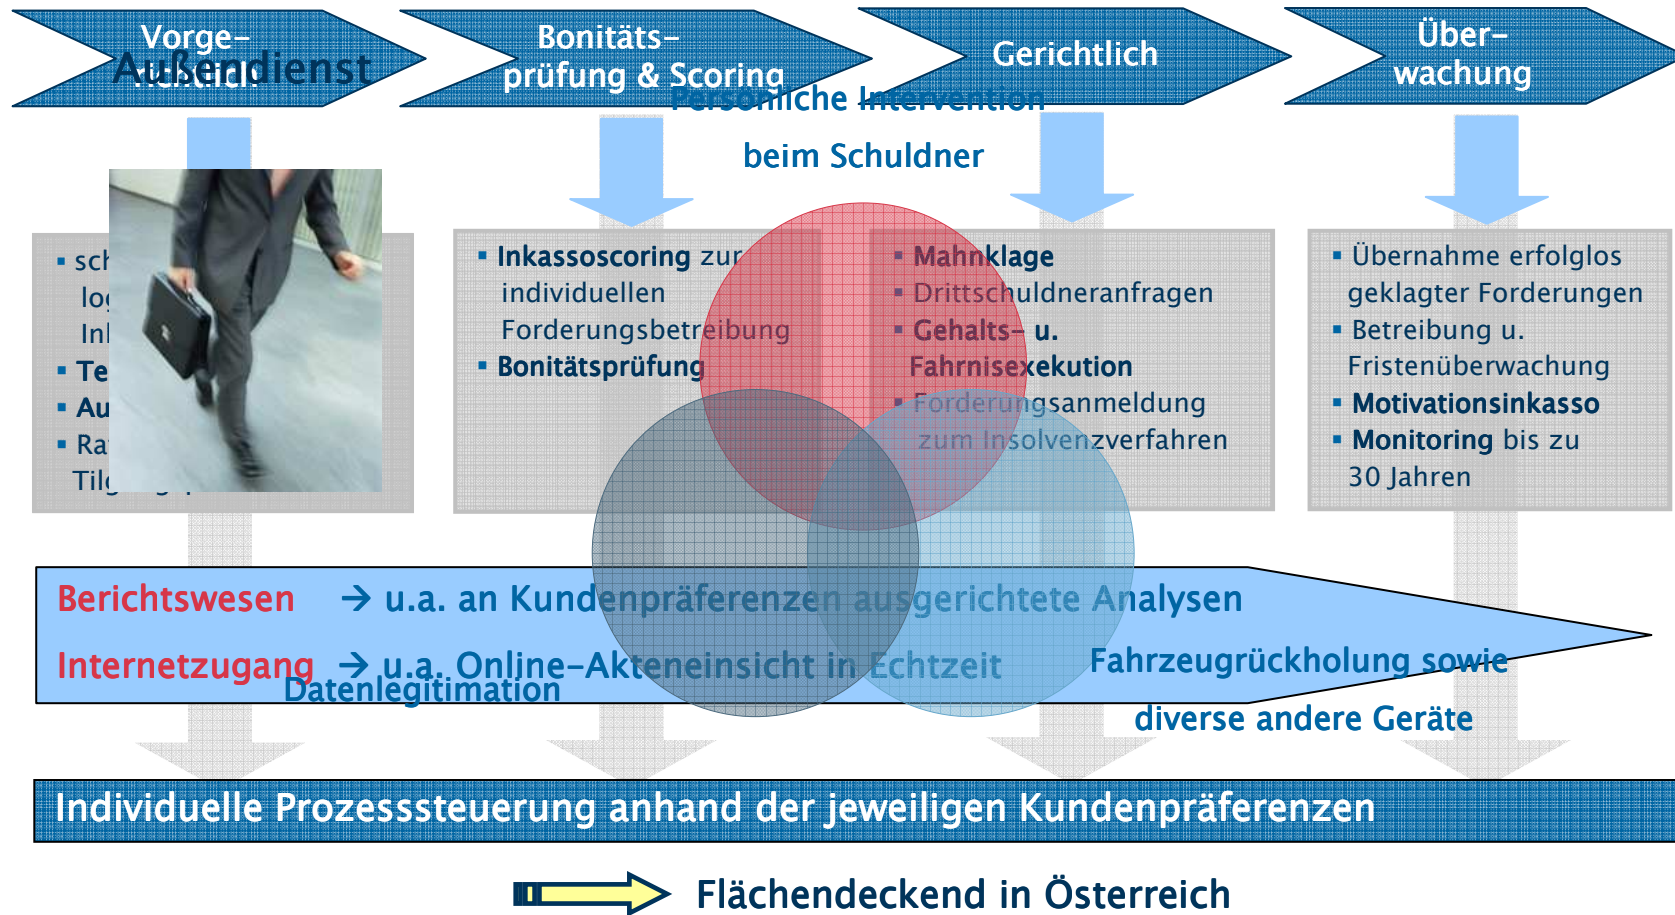 Vorge-
richtlich
Außendienst
Bonitäts-
prüfung & Scoring
Gerichtlich
Über-
wachung
Persönliche Intervention
beim Schuldner
▪ Inkassoscoring zur
individuellen
Forderungsbetreibung
▪ Bonitätsprüfung
▪ Mahnklage
▪ Drittschuldneranfragen
▪ Gehalts- u.
Fahrnisexekution
▪ Forderungsanmeldung
zum Insolvenzverfahren
▪ Übernahme erfolglos
geklagter Forderungen
▪ Betreibung u.
Fristenüberwachung
▪ Motivationsinkasso
▪ Monitoring bis zu
30 Jahren
Berichtswesen → u.a. an Kundenpräferenzen ausgerichtete Analysen
Internetzugang → u.a. Online-Akteneinsicht in Echtzeit
Datenlegitimation
Fahrzeugrückholung sowie
diverse andere Geräte
Individuelle Prozesssteuerung anhand der jeweiligen Kundenpräferenzen
Flächendeckend in Österreich